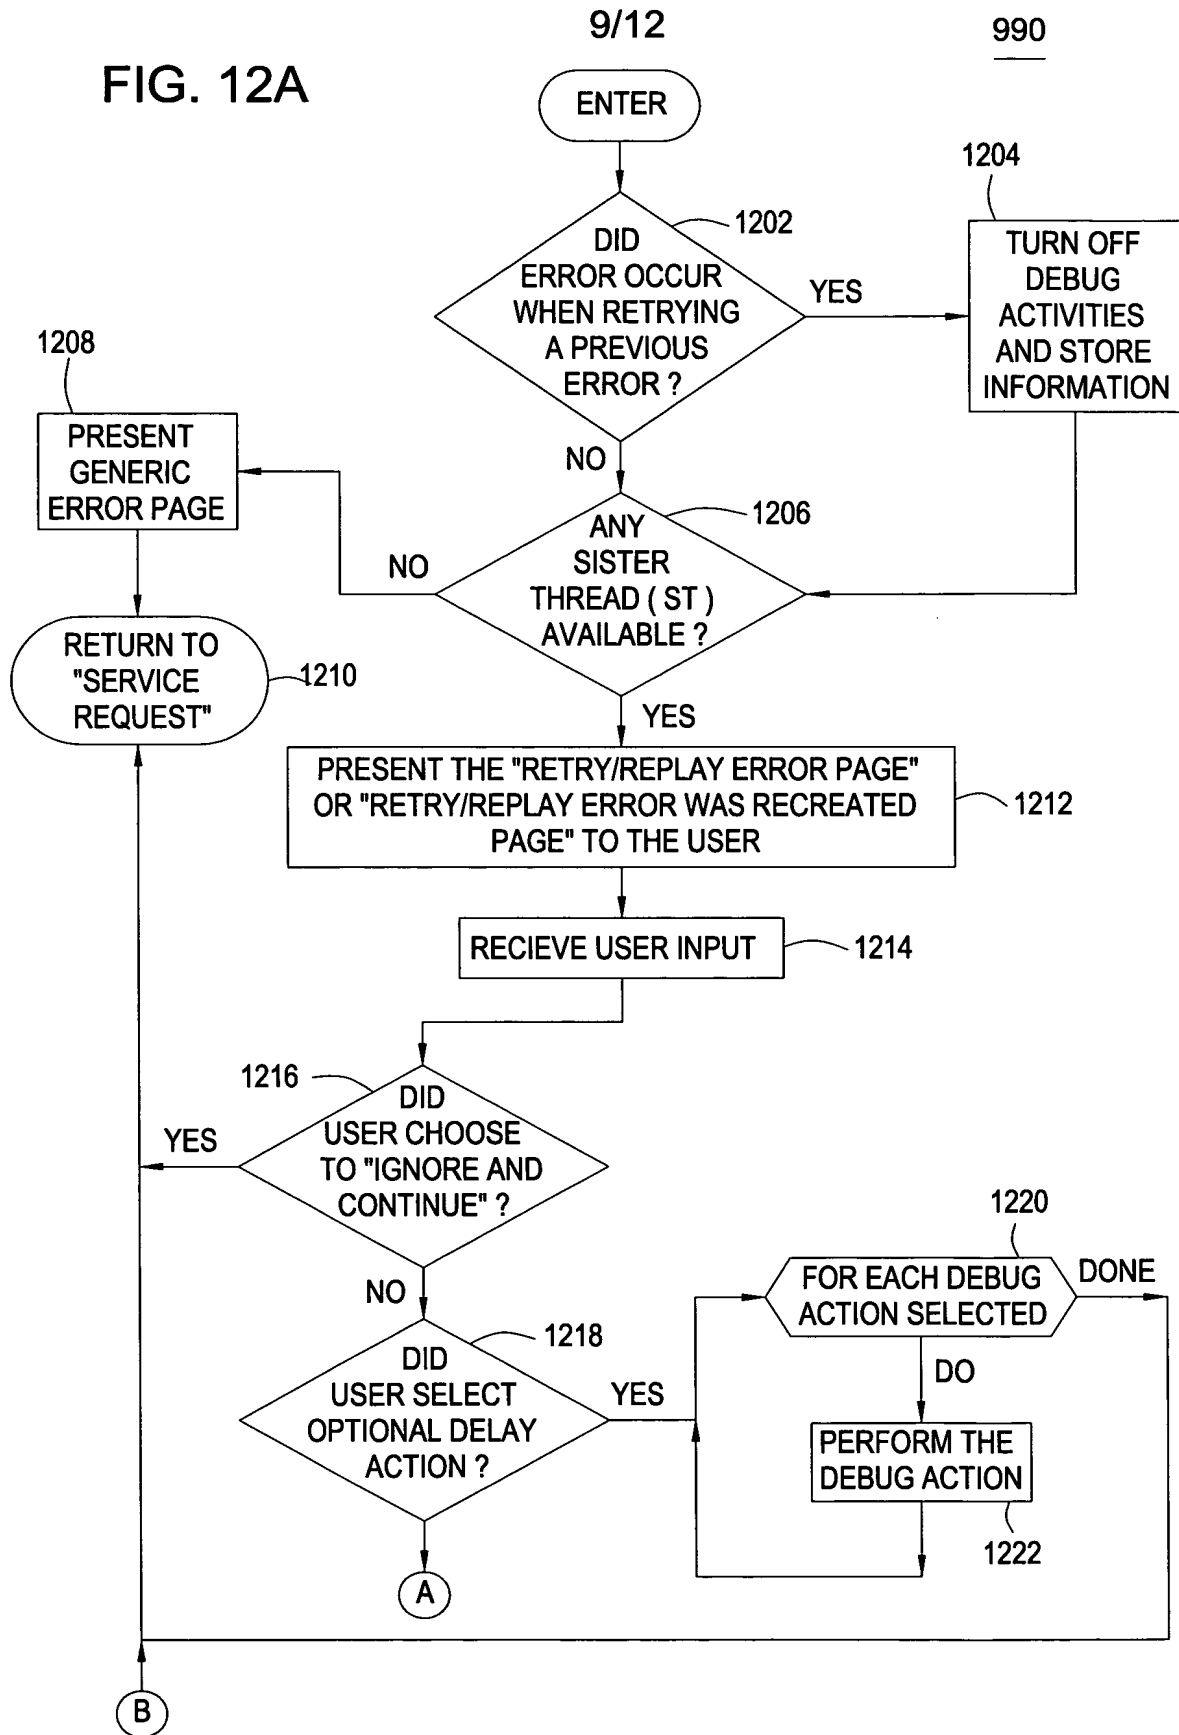 9/12
990
FIG. 12A
ENTER
1202
DID
ERROR OCCUR
WHEN RETRYING
A PREVIOUS
ERROR ?
YES
NO
1204
TURN OFF
DEBUG
ACTIVITIES
AND STORE
INFORMATION
1208
PRESENT
GENERIC
ERROR PAGE
1206
ANY
SISTER
THREAD ( ST )
AVAILABLE ?
NO
YES
RETURN TO
"SERVICE
REQUEST"
1210
PRESENT THE "RETRY/REPLAY ERROR PAGE"
OR "RETRY/REPLAY ERROR WAS RECREATED
PAGE" TO THE USER
1212
RECIEVE USER INPUT
1214
1216
DID
USER CHOOSE
TO "IGNORE AND
CONTINUE" ?
YES
NO
1218
DID
USER SELECT
OPTIONAL DELAY
ACTION ?
YES
1220
FOR EACH DEBUG
ACTION SELECTED
DONE
DO
PERFORM THE
DEBUG ACTION
1222
A
B